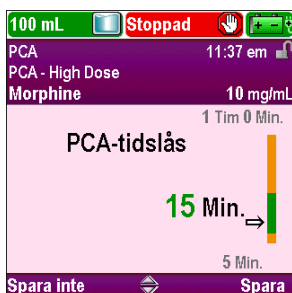 100 mL Stoppad
PCA 11:37 em
PCA - High Dose
Morphine 10 mg/mL
1 Tim 0 Min.
PCA-tidslås
15 Min.
5 Min.
Spara inte Spara